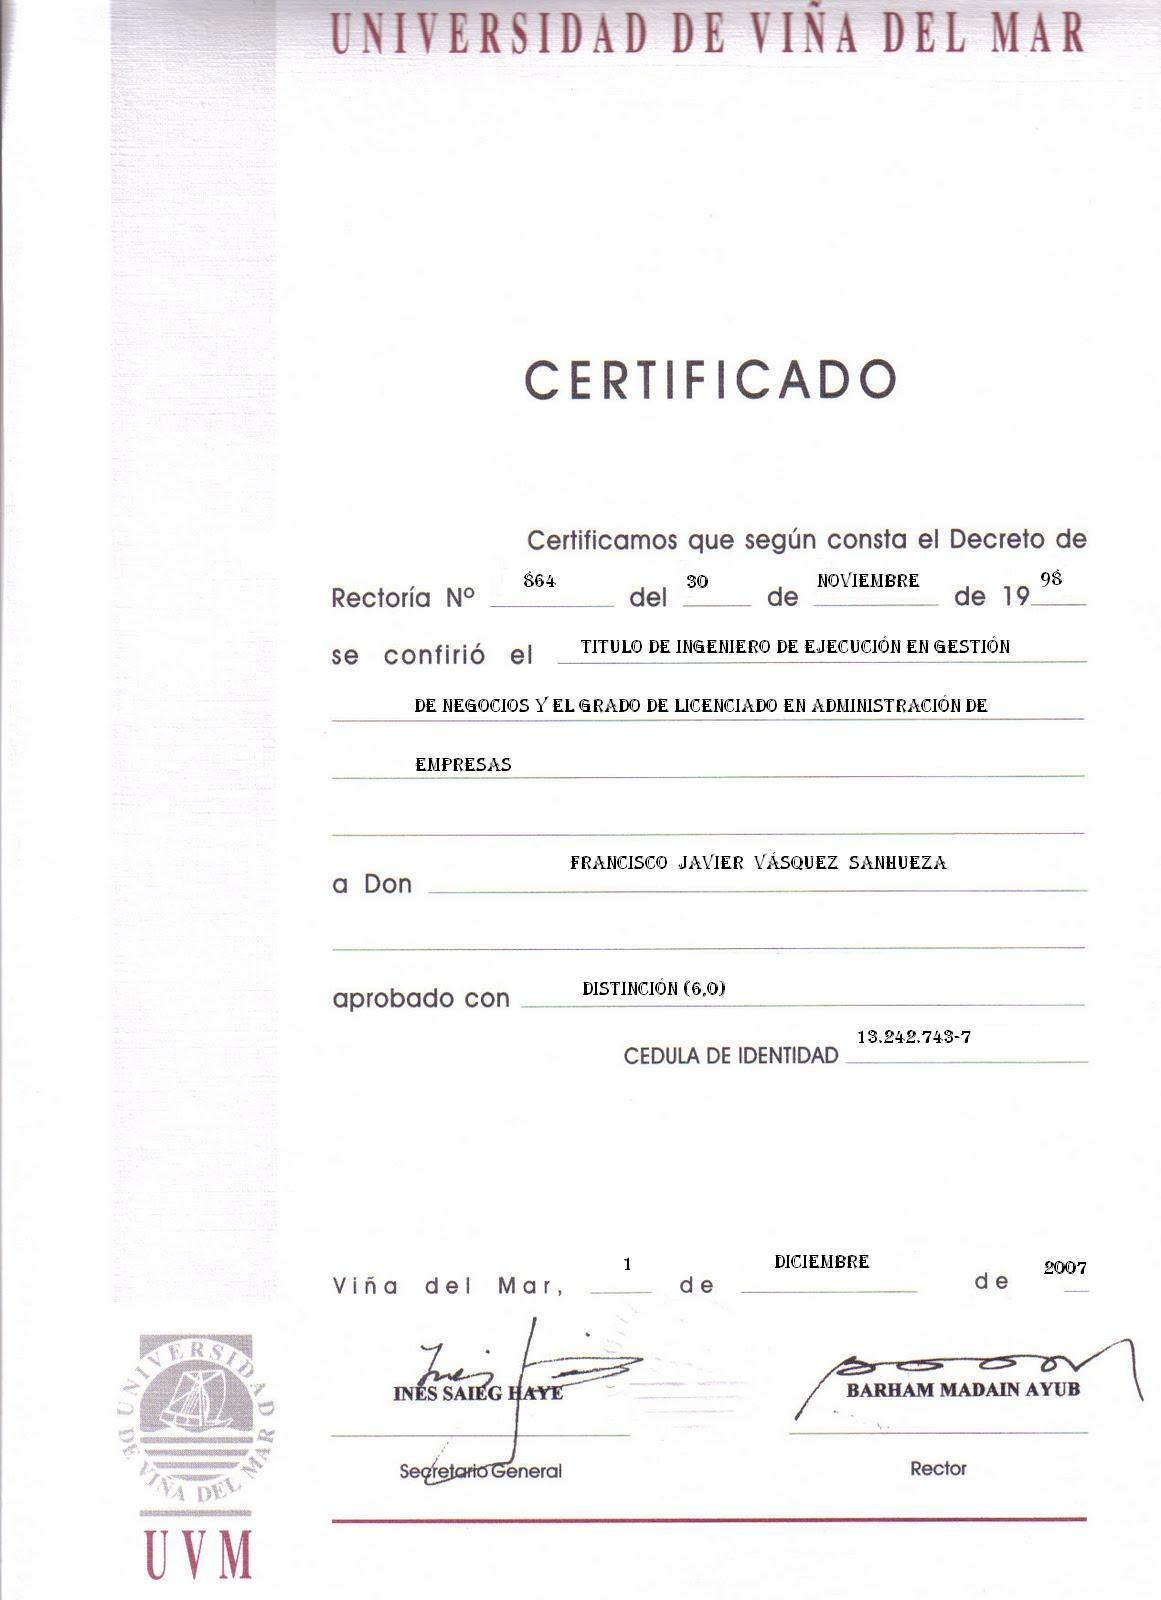 UNIVERSIDAD DE VIÑA DEL MAR
CERTIFICADO
Certificamos que según consta el Decreto de
Rectoría Nº 864 del 30 de NOVIEMBRE de 19 98
se confirió el TITULO DE INGENIERO DE EJECUCIÓN EN GESTIÓN
DE NEGOCIOS Y EL GRADO DE LICENCIADO EN ADMINISTRACIÓN DE
EMPRESAS
a Don FRANCISCO JAVIER VÁSQUEZ SANHUEZA
aprobado con DISTINCIÓN (6,0)
CEDULA DE IDENTIDAD 13.242.743-7
Viña del Mar, 1 de DICIEMBRE de 2007
INÉS SAIEG HAYE
BARHAM MADAIN AYUB
Secretario General
Rector
UNIVERSIDAD DE VIÑA DEL MAR
UVM